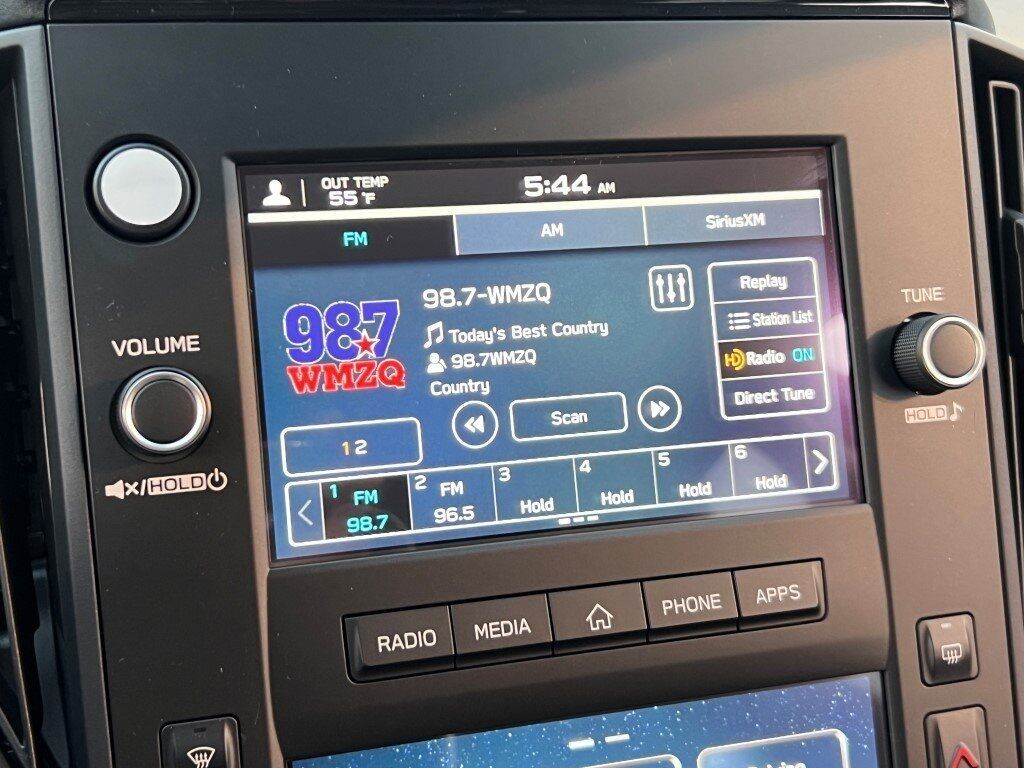 OUT TEMP
55 °F
5:44 AM
FM
AM
SiriusXM
98.7
WMZQ
98.7-WMZQ
Today's Best Country
98.7WMZQ
Country
Replay
Station List
HD Radio ON
Direct Tune
Scan
1 2
1 FM 98.7
2 FM 96.5
3 Hold
4 Hold
5 Hold
6 Hold
VOLUME
/HOLD
TUNE
HOLD
RADIO
MEDIA
PHONE
APPS